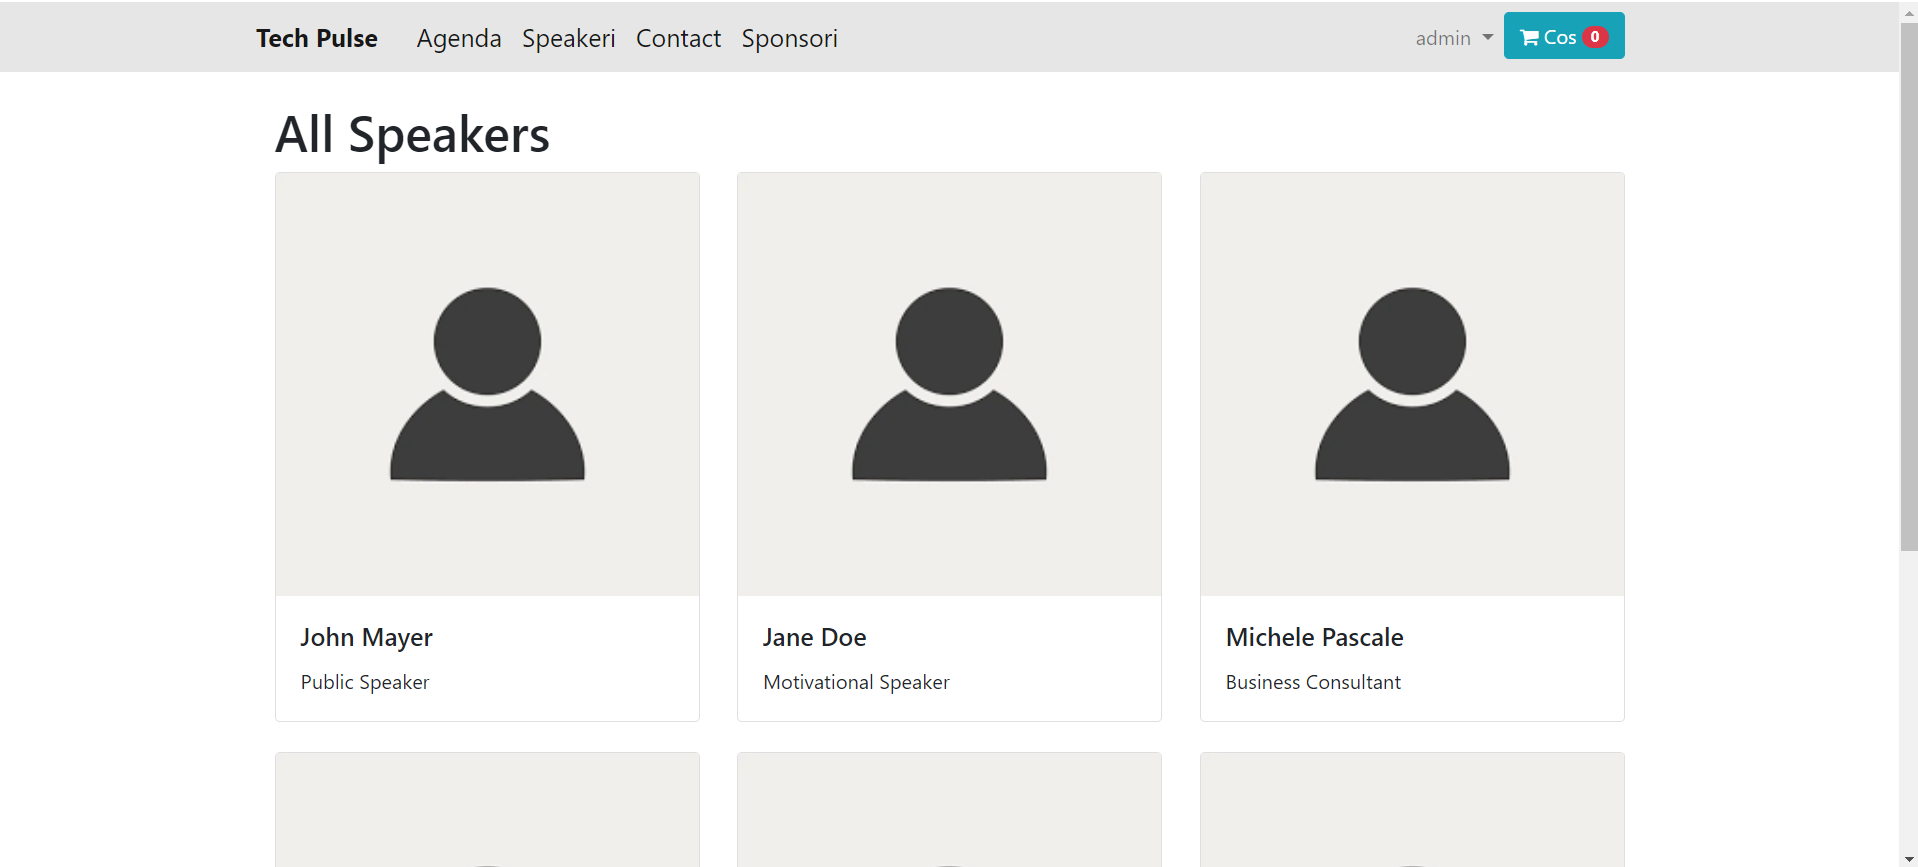 Tech Pulse Agenda Speakeri Contact Sponsori admin Cos 0
All Speakers
John Mayer
Public Speaker
Jane Doe
Motivational Speaker
Michele Pascale
Business Consultant